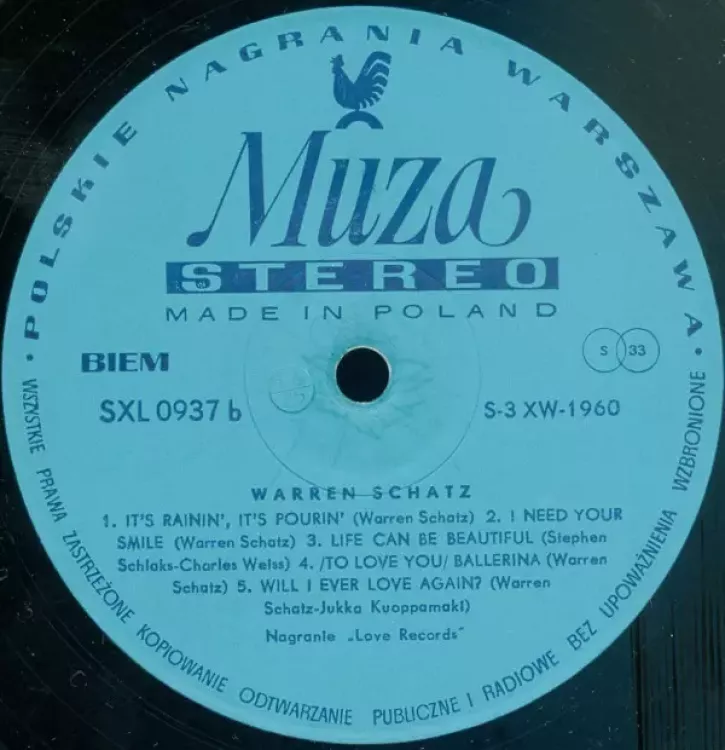 • POLSKIE NAGRANIA WARSZAWA •
Muza
STEREO
MADE IN POLAND
BIEM
S 33
SXL 0937 b
S-3 XW-1960
WARREN SCHATZ
1. IT'S RAININ', IT'S POURIN' (Warren Schatz) 2. I NEED YOUR
SMILE (Warren Schatz) 3. LIFE CAN BE BEAUTIFUL (Stephen
Schlaks-Charles Weiss) 4. /TO LOVE YOU/ BALLERINA (Warren
Schatz) 5. WILL I EVER LOVE AGAIN? (Warren
Schatz-Jukka Kuoppamaki)
Nagranie „Love Records"
WSZYSTKIE PRAWA ZASTRZEŻONE KOPIOWANIE ODTWARZANIE PUBLICZNE I RADIOWE BEZ UPOWAŻNIENIA WZBRONIONE